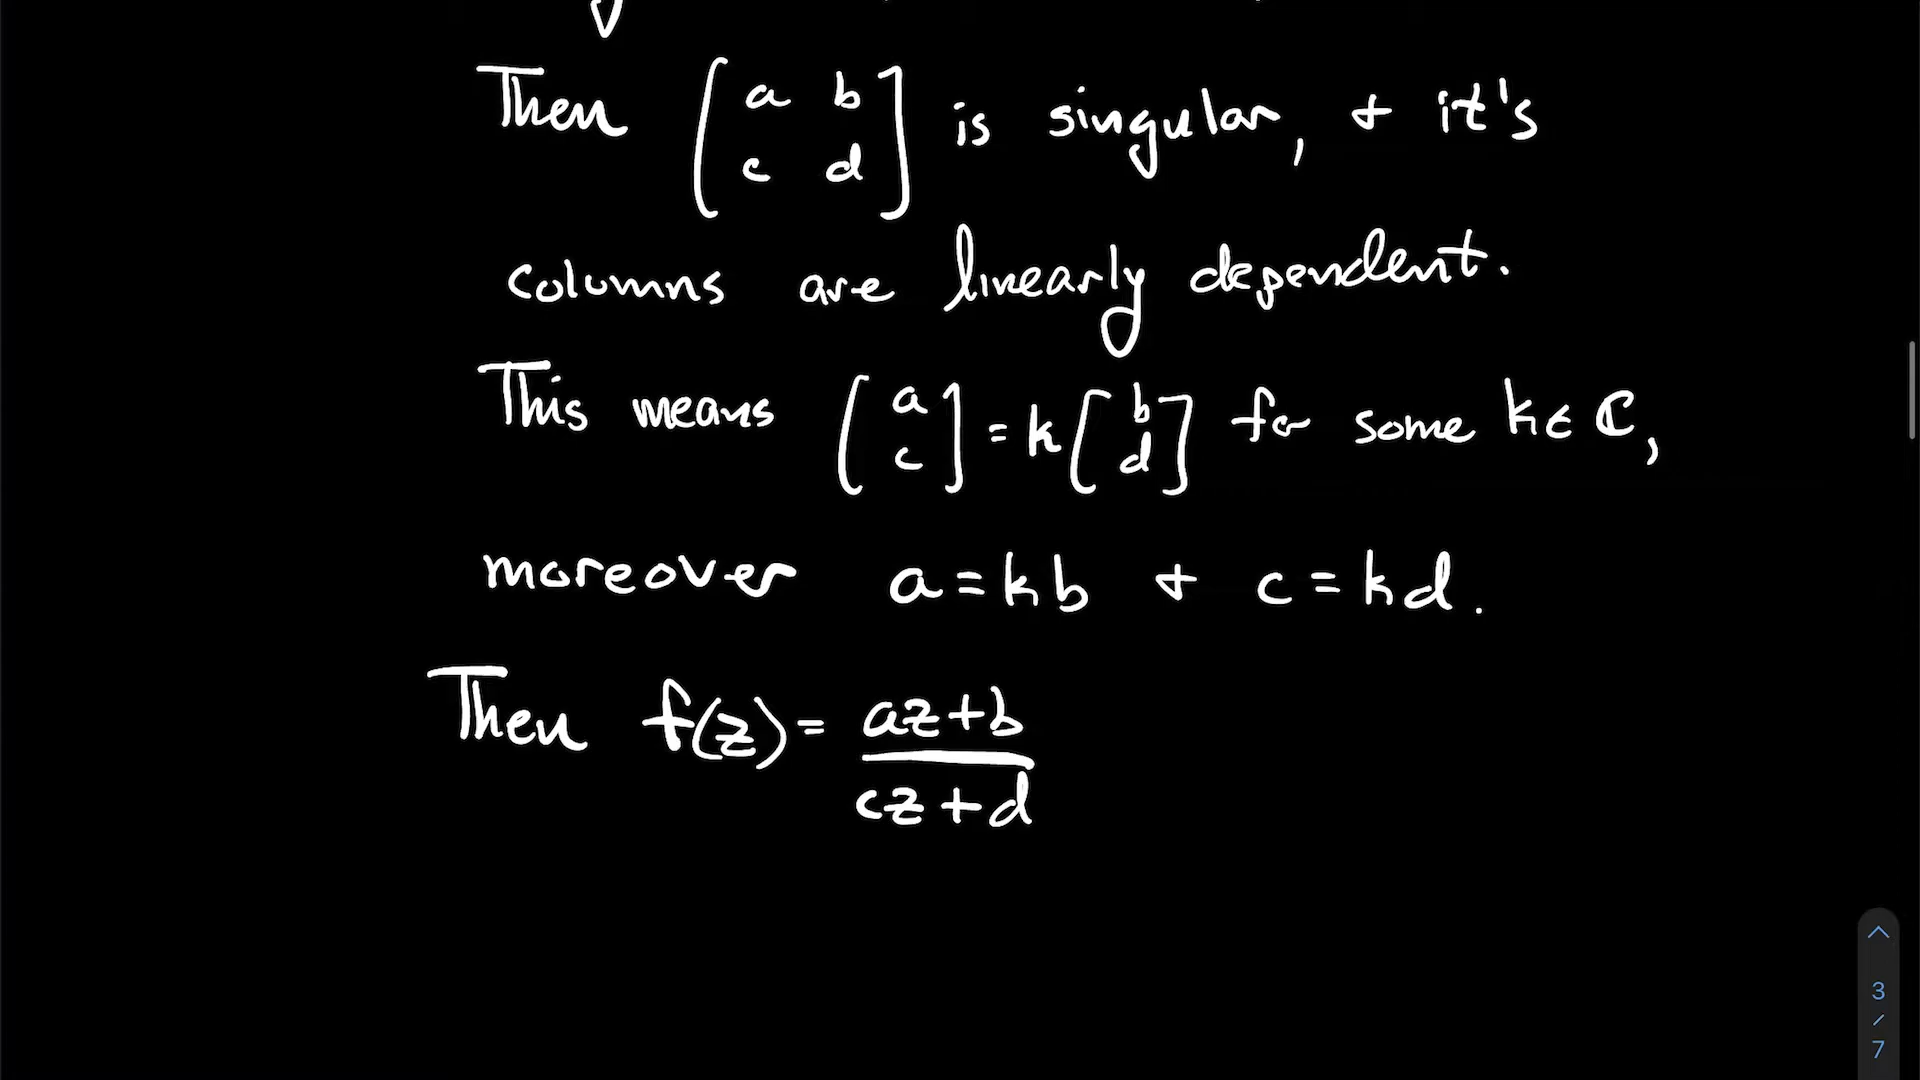 Then [a b
c d] is singular, & it's
columns are linearly dependent.
This means [a
c] = k [b
d] for some k ∈ ℂ,
moreover a = kb & c = kd.
Then f(z) = az+b
cz+d
3
/
7